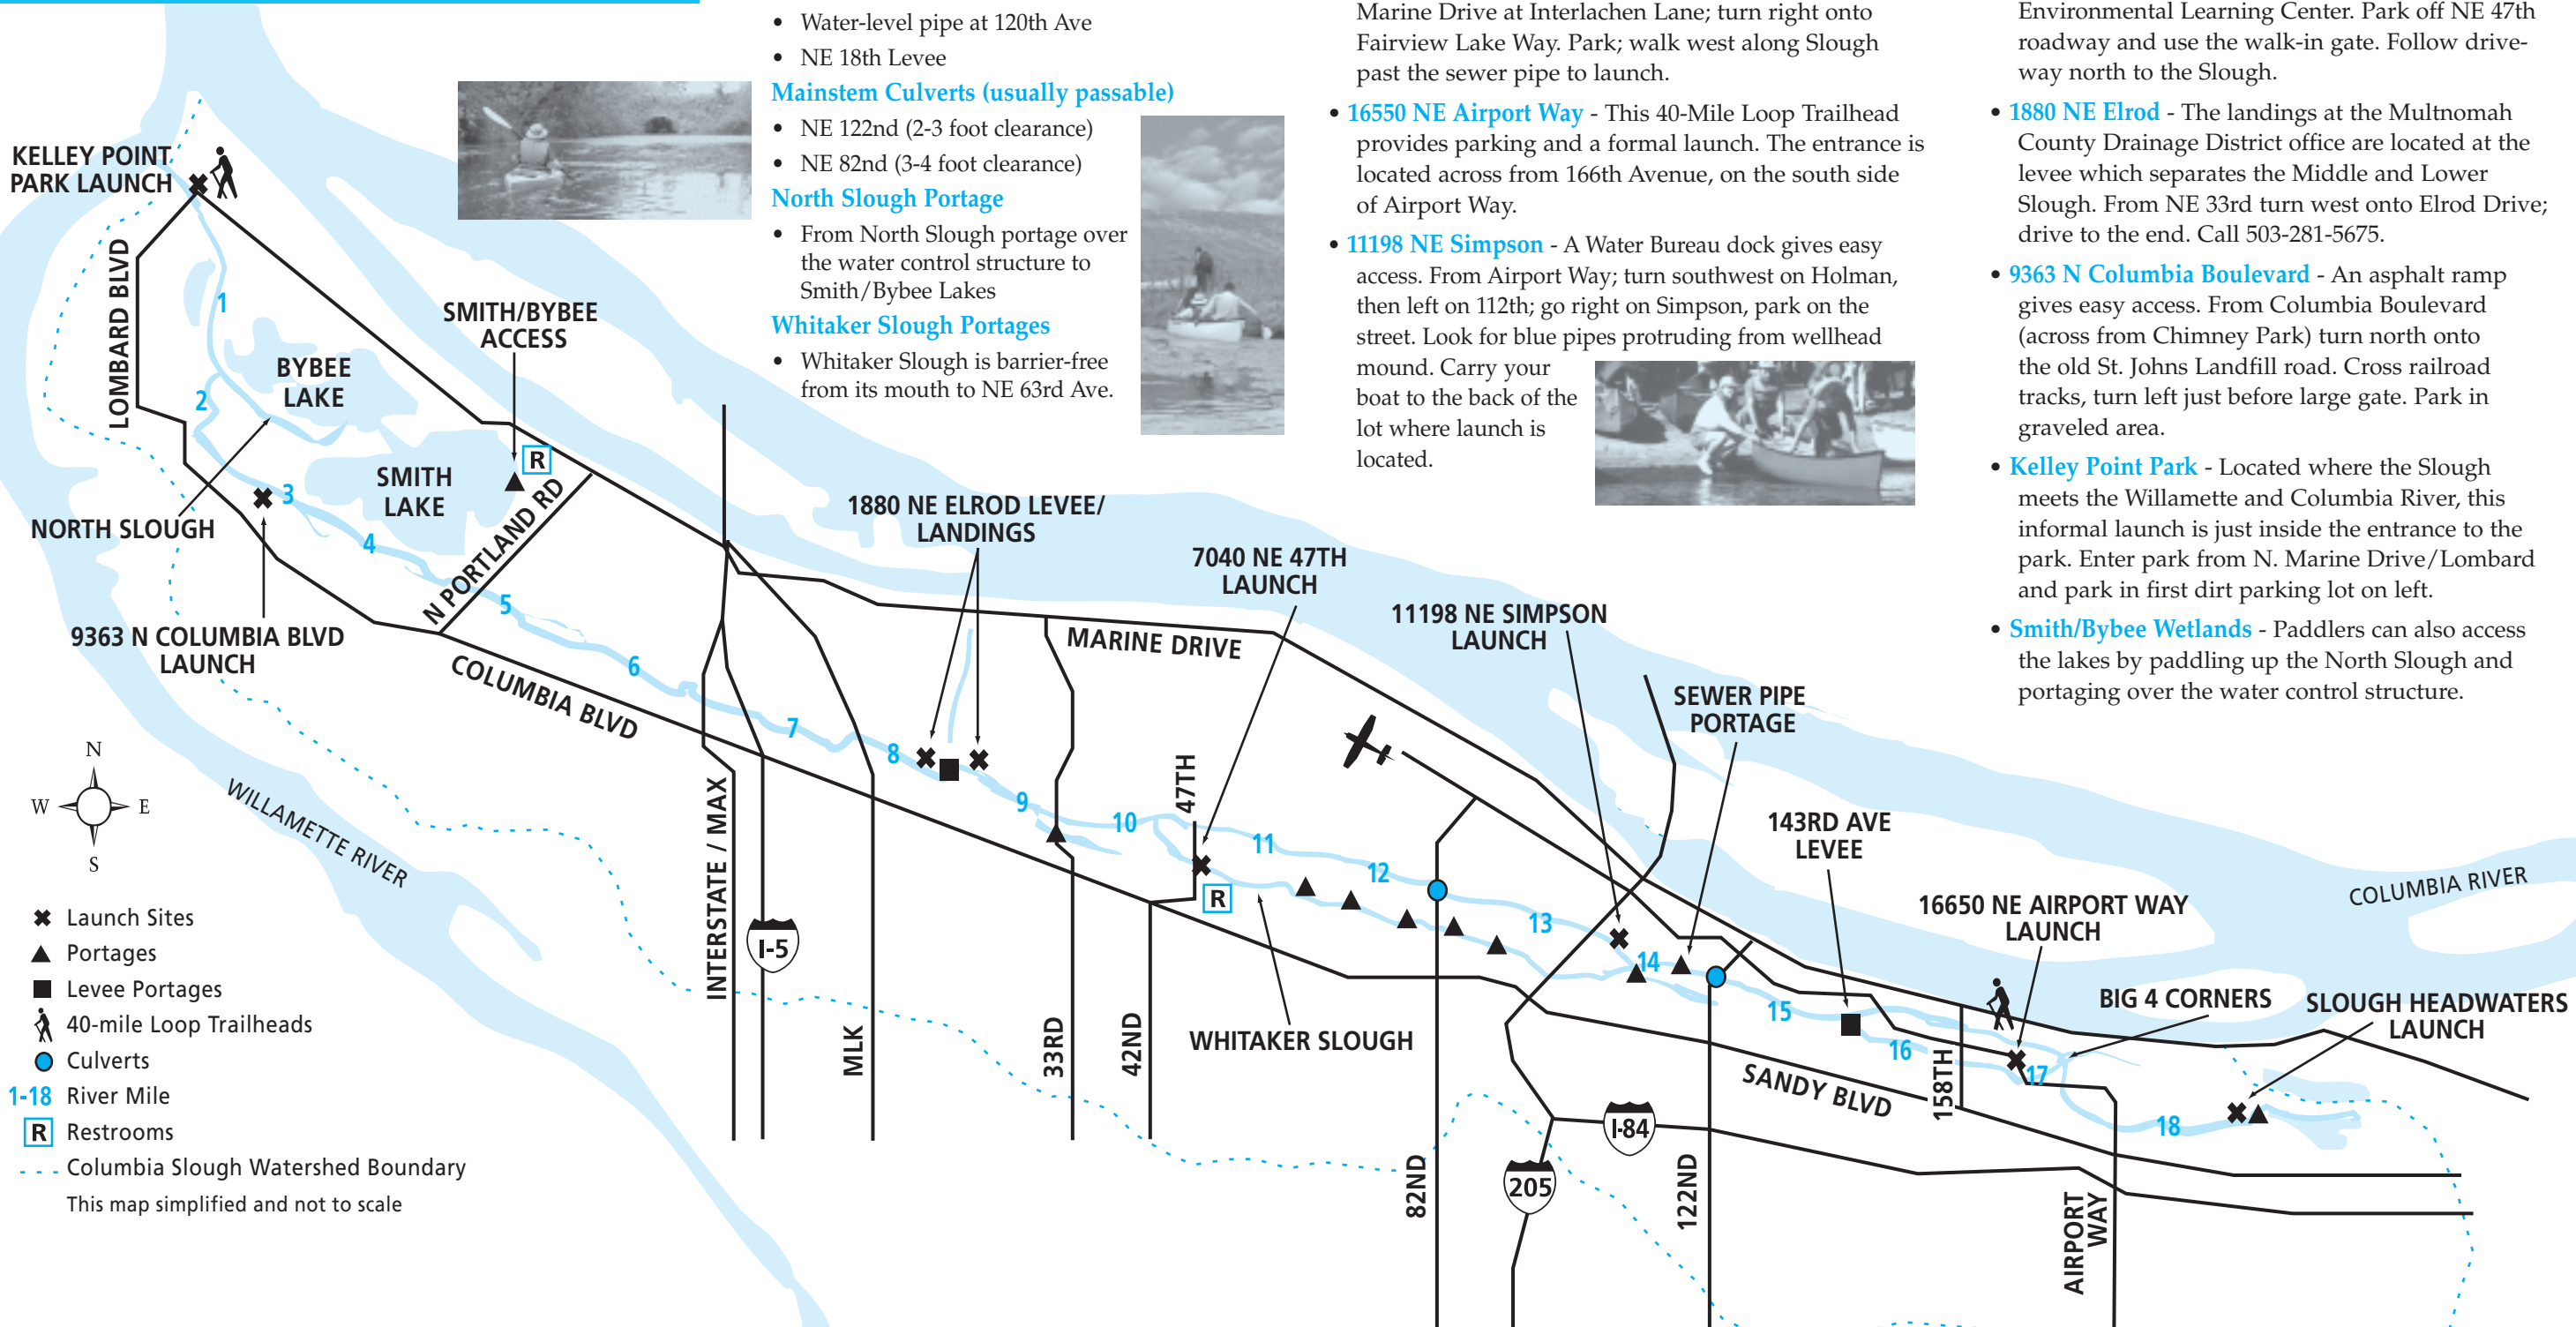 • Water-level pipe at 120th Ave
• NE 18th Levee
Mainstem Culverts (usually passable)
• NE 122nd (2-3 foot clearance)
• NE 82nd (3-4 foot clearance)
North Slough Portage
• From North Slough portage over
the water control structure to
Smith/Bybee Lakes
Whitaker Slough Portages
• Whitaker Slough is barrier-free
from its mouth to NE 63rd Ave.
Marine Drive at Interlachen Lane; turn right onto
Fairview Lake Way. Park; walk west along Slough
past the sewer pipe to launch.
• 16550 NE Airport Way - This 40-Mile Loop Trailhead
provides parking and a formal launch. The entrance is
located across from 166th Avenue, on the south side
of Airport Way.
• 11198 NE Simpson - A Water Bureau dock gives easy
access. From Airport Way; turn southwest on Holman,
then left on 112th; go right on Simpson, park on the
street. Look for blue pipes protruding from wellhead
mound. Carry your
boat to the back of the
lot where launch is
located.
Environmental Learning Center. Park off NE 47th
roadway and use the walk-in gate. Follow drive-
way north to the Slough.
• 1880 NE Elrod - The landings at the Multnomah
County Drainage District office are located at the
levee which separates the Middle and Lower
Slough. From NE 33rd turn west onto Elrod Drive;
drive to the end. Call 503-281-5675.
• 9363 N Columbia Boulevard - An asphalt ramp
gives easy access. From Columbia Boulevard
(across from Chimney Park) turn north onto
the old St. Johns Landfill road. Cross railroad
tracks, turn left just before large gate. Park in
graveled area.
• Kelley Point Park - Located where the Slough
meets the Willamette and Columbia River, this
informal launch is just inside the entrance to the
park. Enter park from N. Marine Drive/Lombard
and park in first dirt parking lot on left.
• Smith/Bybee Wetlands - Paddlers can also access
the lakes by paddling up the North Slough and
portaging over the water control structure.
KELLEY POINT
PARK LAUNCH
LOMBARD BLVD
1
2
BYBEE
LAKE
SMITH/BYBEE
ACCESS
R
SMITH
LAKE
3
4
NORTH SLOUGH
N PORTLAND RD
9363 N COLUMBIA BLVD
LAUNCH
5
6
COLUMBIA BLVD
7
8
1880 NE ELROD LEVEE/
LANDINGS
MARINE DRIVE
7040 NE 47TH
LAUNCH
11198 NE SIMPSON
LAUNCH
SEWER PIPE
PORTAGE
9
10
47TH
11
12
R
13
14
143RD AVE
LEVEE
15
16
16650 NE AIRPORT WAY
LAUNCH
17
BIG 4 CORNERS
SLOUGH HEADWATERS
LAUNCH
18
COLUMBIA RIVER
WILLAMETTE RIVER
INTERSTATE / MAX
I-5
MLK
33RD
42ND
WHITAKER SLOUGH
82ND
205
I-84
122ND
SANDY BLVD
158TH
AIRPORT
WAY
N
W E
S
Launch Sites
Portages
Levee Portages
40-mile Loop Trailheads
Culverts
1-18 River Mile
R Restrooms
Columbia Slough Watershed Boundary
This map simplified and not to scale